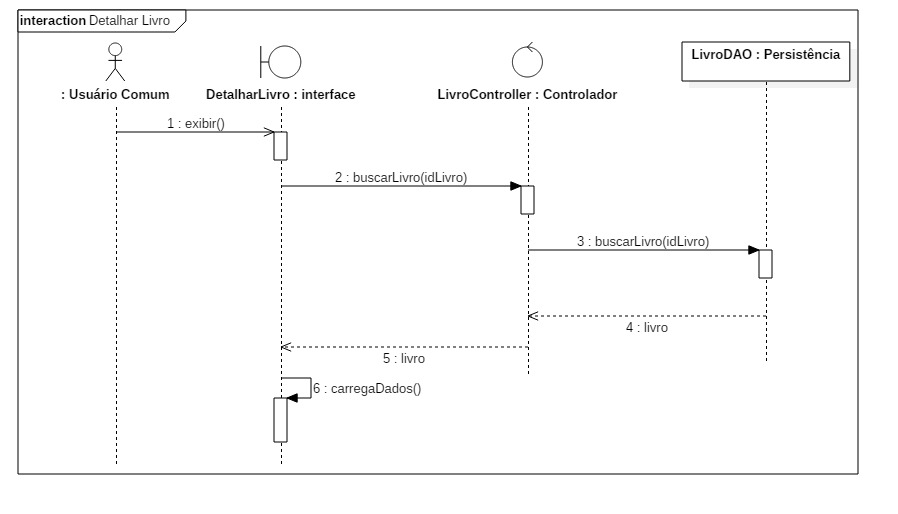 interaction Detalhar Livro
: Usuário Comum
DetalharLivro : interface
LivroController : Controlador
LivroDAO : Persistência
1 : exibir()
2 : buscarLivro(idLivro)
3 : buscarLivro(idLivro)
4 : livro
5 : livro
6 : carregaDados()